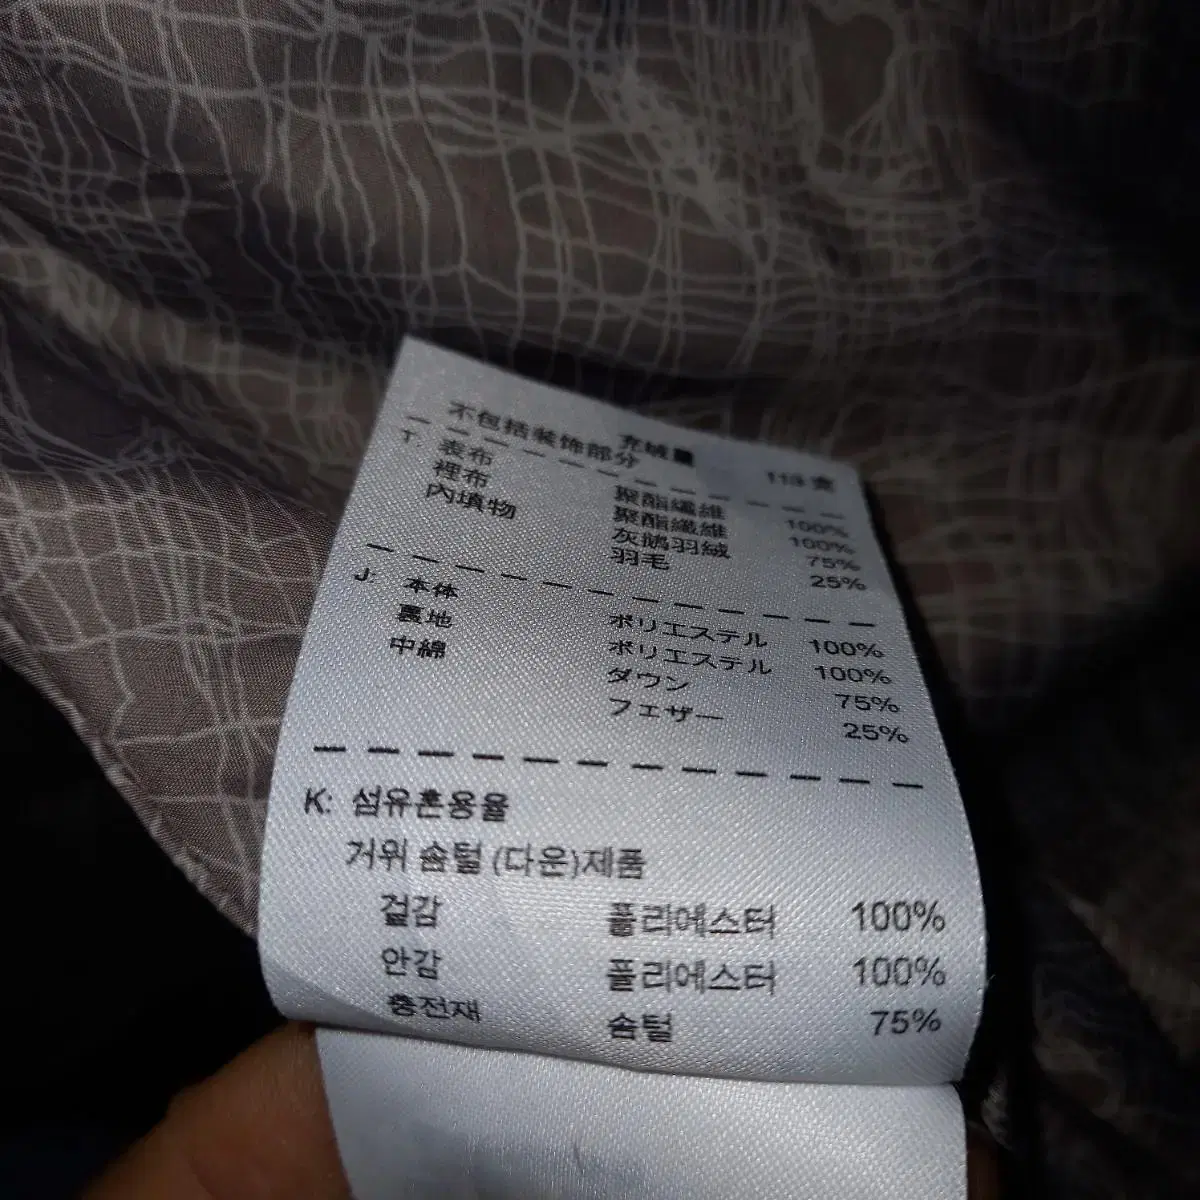 不包括装饰部分
充绒量 113 克
T: 表布 聚酯纖維 100%
裡布 聚酯纖維 100%
內填物 灰鵝羽絨 75%
羽毛 25%
J: 本体 ポリエステル 100%
裏地 ポリエステル 100%
中綿 ダウン 75%
フェザー 25%
K: 섬유혼용율
거위 솜털 (다운)제품
겉감 폴리에스터 100%
안감 폴리에스터 100%
충전재 솜털 75%